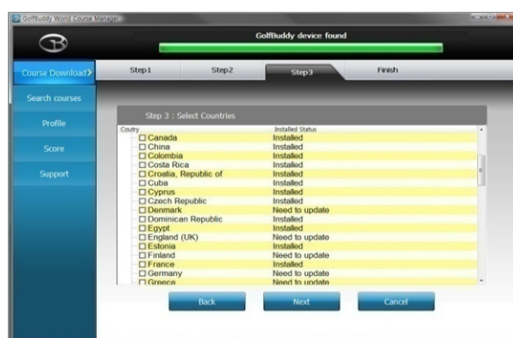 GolfBuddy World Course Manager
GolfBuddy device found
Course Download>
Step1 Step2 Step3 Finish
Search courses
Profile
Score
Support
Step 3 : Select Countries
Coutry Installed Status
Canada Installed
China Installed
Colombia Installed
Costa Rica Installed
Croatia, Republic of Installed
Cuba Installed
Cyprus Installed
Czech Republic Installed
Denmark Need to update
Dominican Republic Installed
Egypt Installed
England (UK) Need to update
Estonia Installed
Finland Need to update
France Installed
Germany Need to update
Greece Need to update
Back Next Cancel